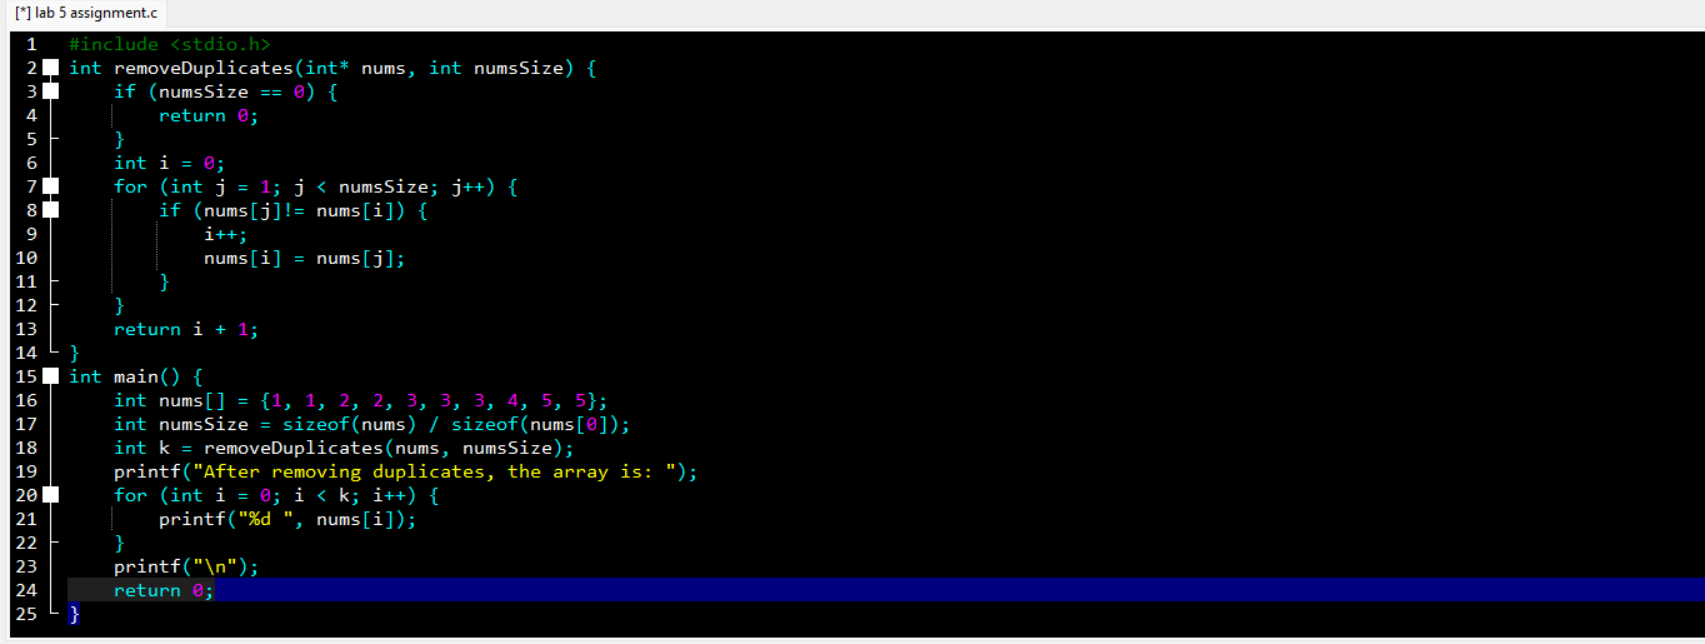 [*] lab 5 assignment.c
1 #include <stdio.h>
2 int removeDuplicates(int* nums, int numsSize) {
3     if (numsSize == 0) {
4         return 0;
5     }
6     int i = 0;
7     for (int j = 1; j < numsSize; j++) {
8         if (nums[j]!= nums[i]) {
9             i++;
10             nums[i] = nums[j];
11         }
12     }
13     return i + 1;
14 }
15 int main() {
16     int nums[] = {1, 1, 2, 2, 3, 3, 3, 4, 5, 5};
17     int numsSize = sizeof(nums) / sizeof(nums[0]);
18     int k = removeDuplicates(nums, numsSize);
19     printf("After removing duplicates, the array is: ");
20     for (int i = 0; i < k; i++) {
21         printf("%d ", nums[i]);
22     }
23     printf("\n");
24     return 0;
25 }